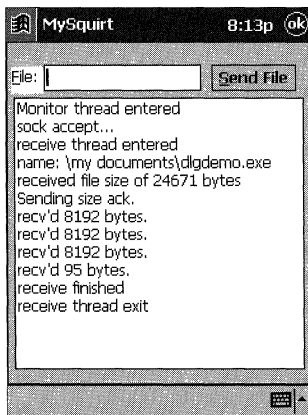 MySquirt 8:13p ok
File: Send File
Monitor thread entered
sock accept...
receive thread entered
name: \my documents\dlgdemo.exe
received file size of 24671 bytes
Sending size ack.
recv'd 8192 bytes.
recv'd 8192 bytes.
recv'd 8192 bytes.
recv'd 95 bytes.
receive finished
receive thread exit